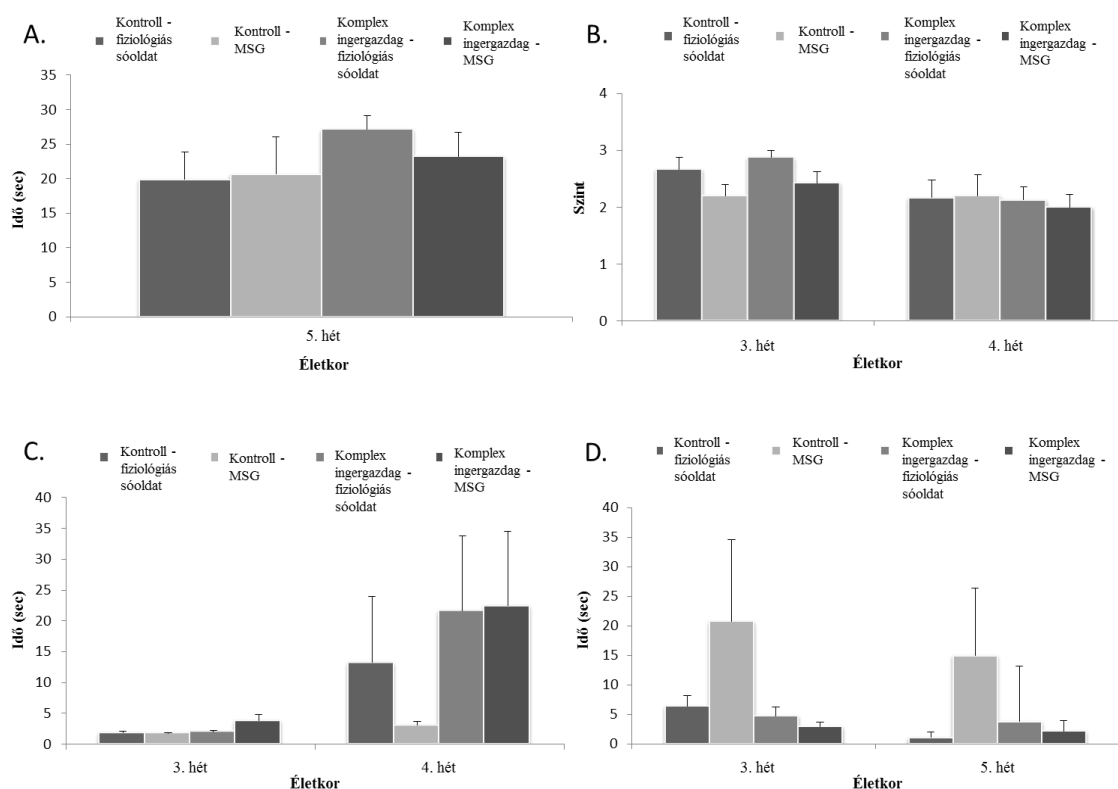 A.
Kontroll -
fiziológiás
sóoldat
Kontroll -
MSG
Komplex
ingergazdag -
fiziológiás
sóoldat
Komplex
ingergazdag -
MSG
35
30
25
20
15
10
5
0
Idő (sec)
5. hét
Életkor
B.
Kontroll -
fiziológiás
sóoldat
Kontroll -
MSG
Komplex
ingergazdag -
fiziológiás
sóoldat
Komplex
ingergazdag -
MSG
4
3
2
1
0
Szint
3. hét
4. hét
Életkor
C.
Kontroll -
fiziológiás
sóoldat
Kontroll -
MSG
Komplex
ingergazdag -
fiziológiás
sóoldat
Komplex
ingergazdag -
MSG
40
35
30
25
20
15
10
5
0
Idő (sec)
3. hét
4. hét
Életkor
D.
Kontroll -
fiziológiás
sóoldat
Kontroll -
MSG
Komplex
ingergazdag -
fiziológiás
sóoldat
Komplex
ingergazdag -
MSG
40
35
30
25
20
15
10
5
0
Idő (sec)
3. hét
5. hét
Életkor